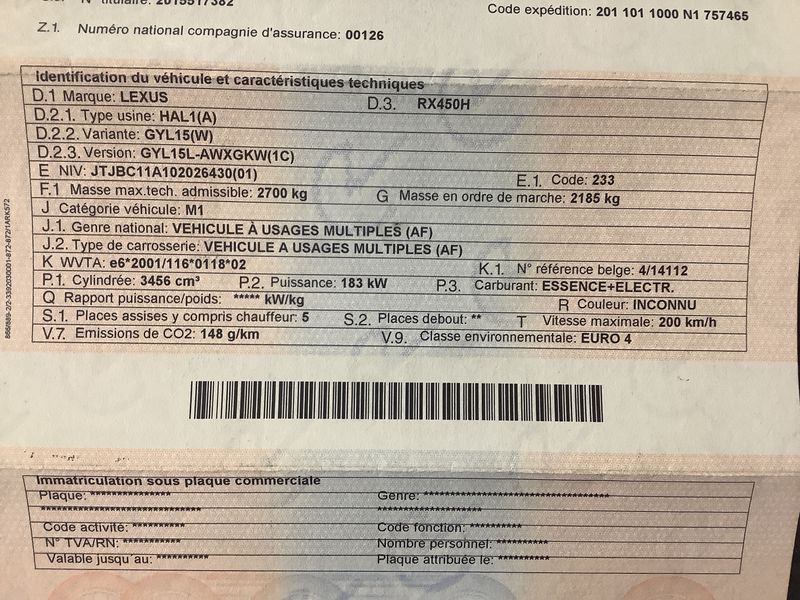 N° titulaire: 2015517382
Code expédition: 201 101 1000 N1 757465
Z.1. Numéro national compagnie d'assurance: 00126
Identification du véhicule et caractéristiques techniques
D.1 Marque: LEXUS D.3. RX450H
D.2.1. Type usine: HAL1(A)
D.2.2. Variante: GYL15(W)
D.2.3. Version: GYL15L-AWXGKW(1C)
E NIV: JTJBC11A102026430(01) E.1. Code: 233
F.1 Masse max.tech. admissible: 2700 kg G Masse en ordre de marche: 2185 kg
J Catégorie véhicule: M1
J.1. Genre national: VEHICULE À USAGES MULTIPLES (AF)
J.2. Type de carrosserie: VEHICULE A USAGES MULTIPLES (AF)
K WVTA: e6*2001/116*0118*02 K.1. N° référence belge: 4/14112
P.1. Cylindrée: 3456 cm³ P.2. Puissance: 183 kW P.3. Carburant: ESSENCE+ELECTR.
Q Rapport puissance/poids: ***** kW/kg R Couleur: INCONNU
S.1. Places assises y compris chauffeur: 5 S.2. Places debout: ** T Vitesse maximale: 200 km/h
V.7. Emissions de CO2: 148 g/km V.9. Classe environnementale: EURO 4
Immatriculation sous plaque commerciale
Plaque: *************** Genre: **********************************
****************************** ********************
Code activité: ********** Code fonction: **********
N° TVA/RN: *********** Nombre personnel: **********
Valable jusqu'au: ********** Plaque attribuée le: **********